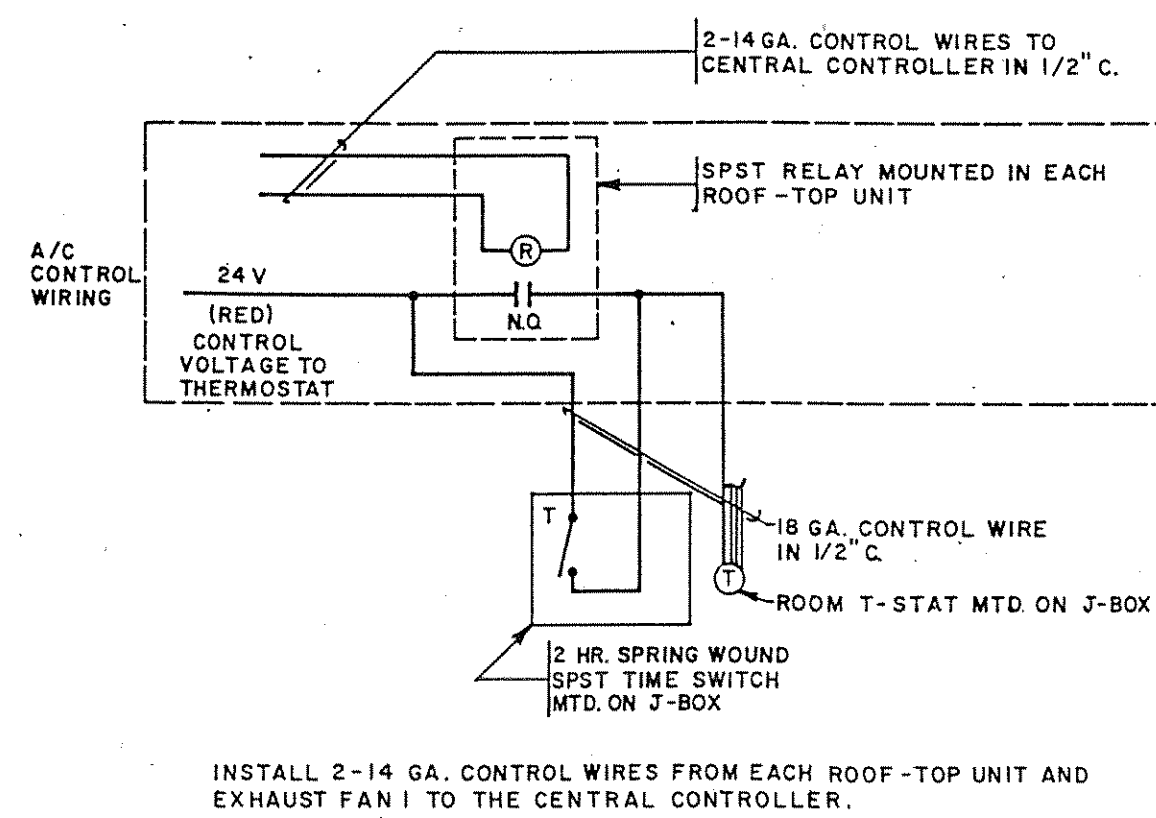 2-14 GA. CONTROL WIRES TO
CENTRAL CONTROLLER IN 1/2" C.
SPST RELAY MOUNTED IN EACH
ROOF-TOP UNIT
A/C
CONTROL
WIRING
R
24 V
(RED)
CONTROL
VOLTAGE TO
THERMOSTAT
N.O.
T
18 GA. CONTROL WIRE
IN 1/2" C.
T
ROOM T-STAT MTD. ON J-BOX
2 HR. SPRING WOUND
SPST TIME SWITCH
MTD. ON J-BOX
INSTALL 2-14 GA. CONTROL WIRES FROM EACH ROOF-TOP UNIT AND
EXHAUST FAN 1 TO THE CENTRAL CONTROLLER.